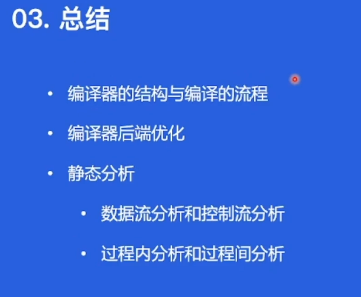 03. 总结
• 编译器的结构与编译的流程
• 编译器后端优化
• 静态分析
• 数据流分析和控制流分析
• 过程内分析和过程间分析